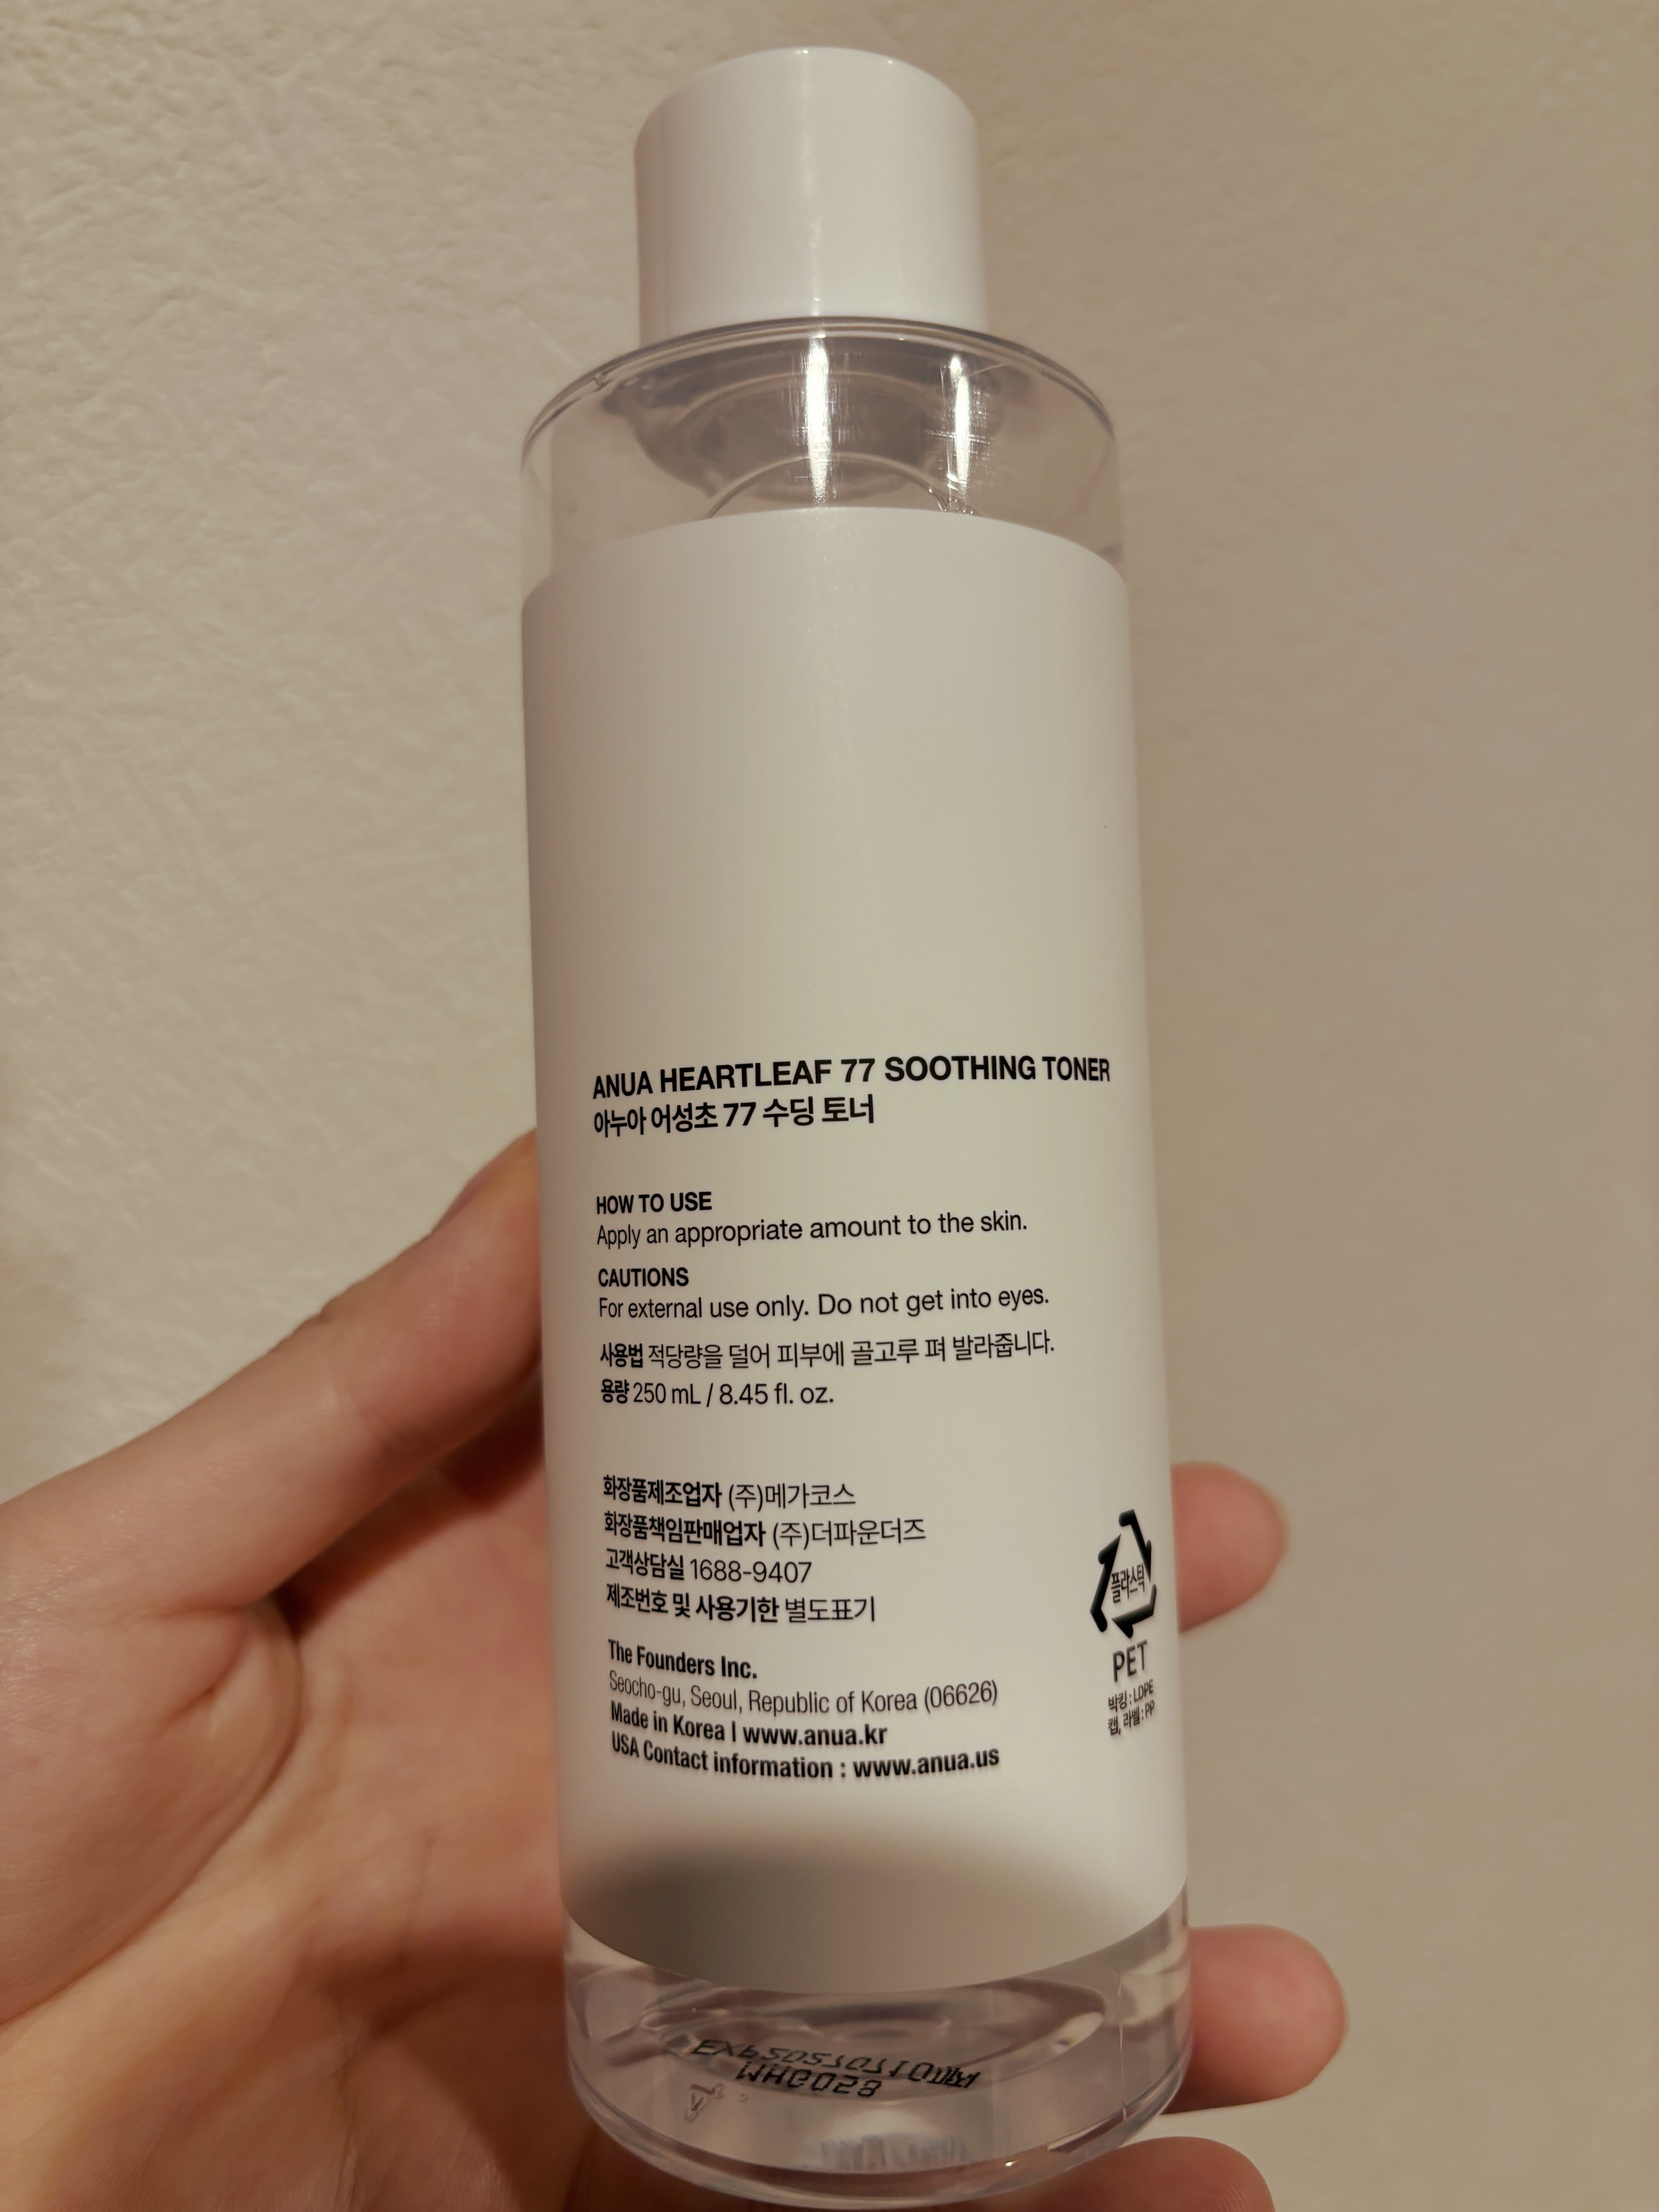 ANUA HEARTLEAF 77 SOOTHING TONER
아누아 어성초 77 수딩 토너
HOW TO USE
Apply an appropriate amount to the skin.
CAUTIONS
For external use only. Do not get into eyes.
사용법 적당량을 덜어 피부에 골고루 펴 발라줍니다.
용량 250 mL / 8.45 fl. oz.
화장품제조업자 (주)메가코스
화장품책임판매업자 (주)더파운더즈
고객상담실 1688-9407
제조번호 및 사용기한 별도표기
The Founders Inc.
Seocho-gu, Seoul, Republic of Korea (06626)
Made in Korea | www.anua.kr
USA Contact information : www.anua.us
플라스틱
PET
박킹 : LDPE
캡, 라벨 : PP